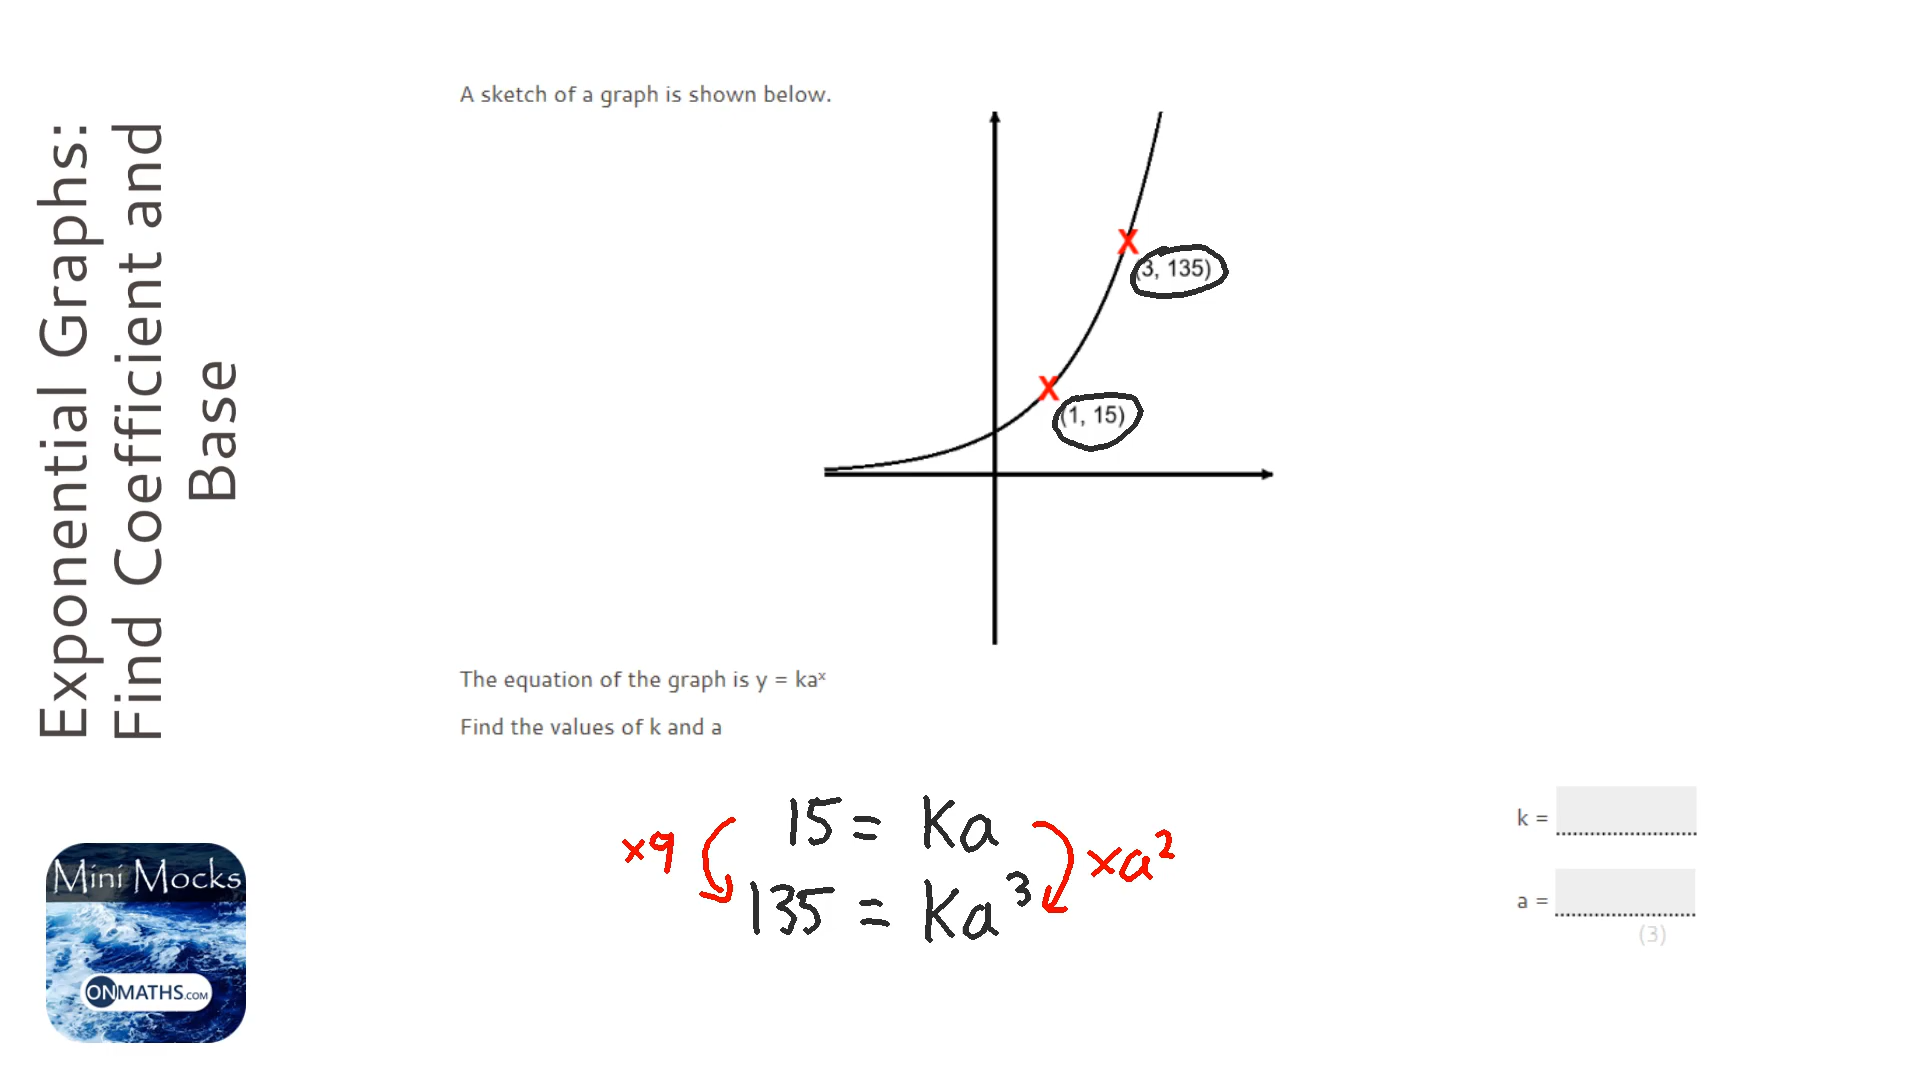 Exponential Graphs:
Find Coefficient and
Base
A sketch of a graph is shown below.
(3, 135)
(1, 15)
The equation of the graph is y = kaˣ
Find the values of k and a
15 = Ka
×9
×a²
135 = Ka³
k =
a =
(3)
Mini Mocks
ONMATHS.COM